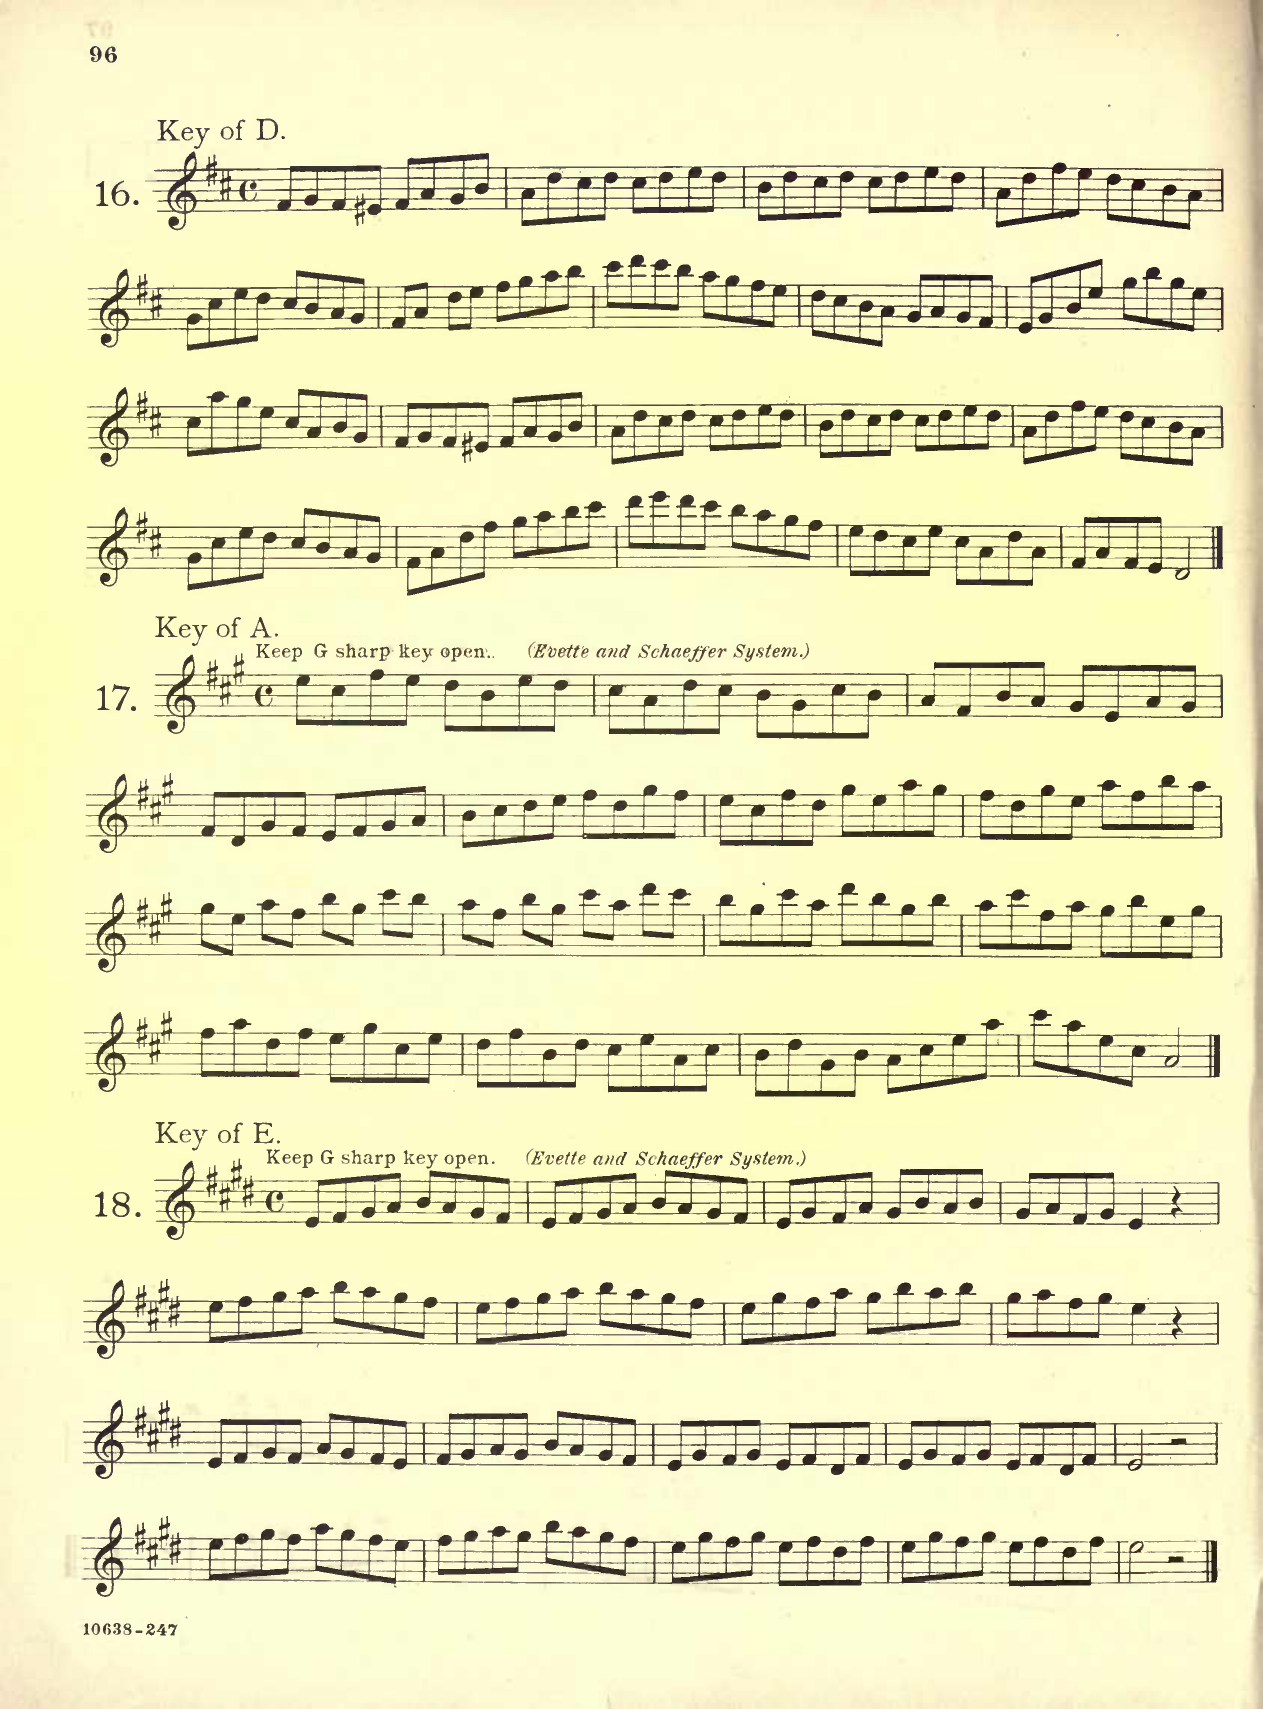 96
Key of D.
16.
Key of A.
Keep G sharp key open. (Evette and Schaeffer System.)
17.
Key of E.
Keep G sharp key open. (Evette and Schaeffer System.)
18.
10638-247